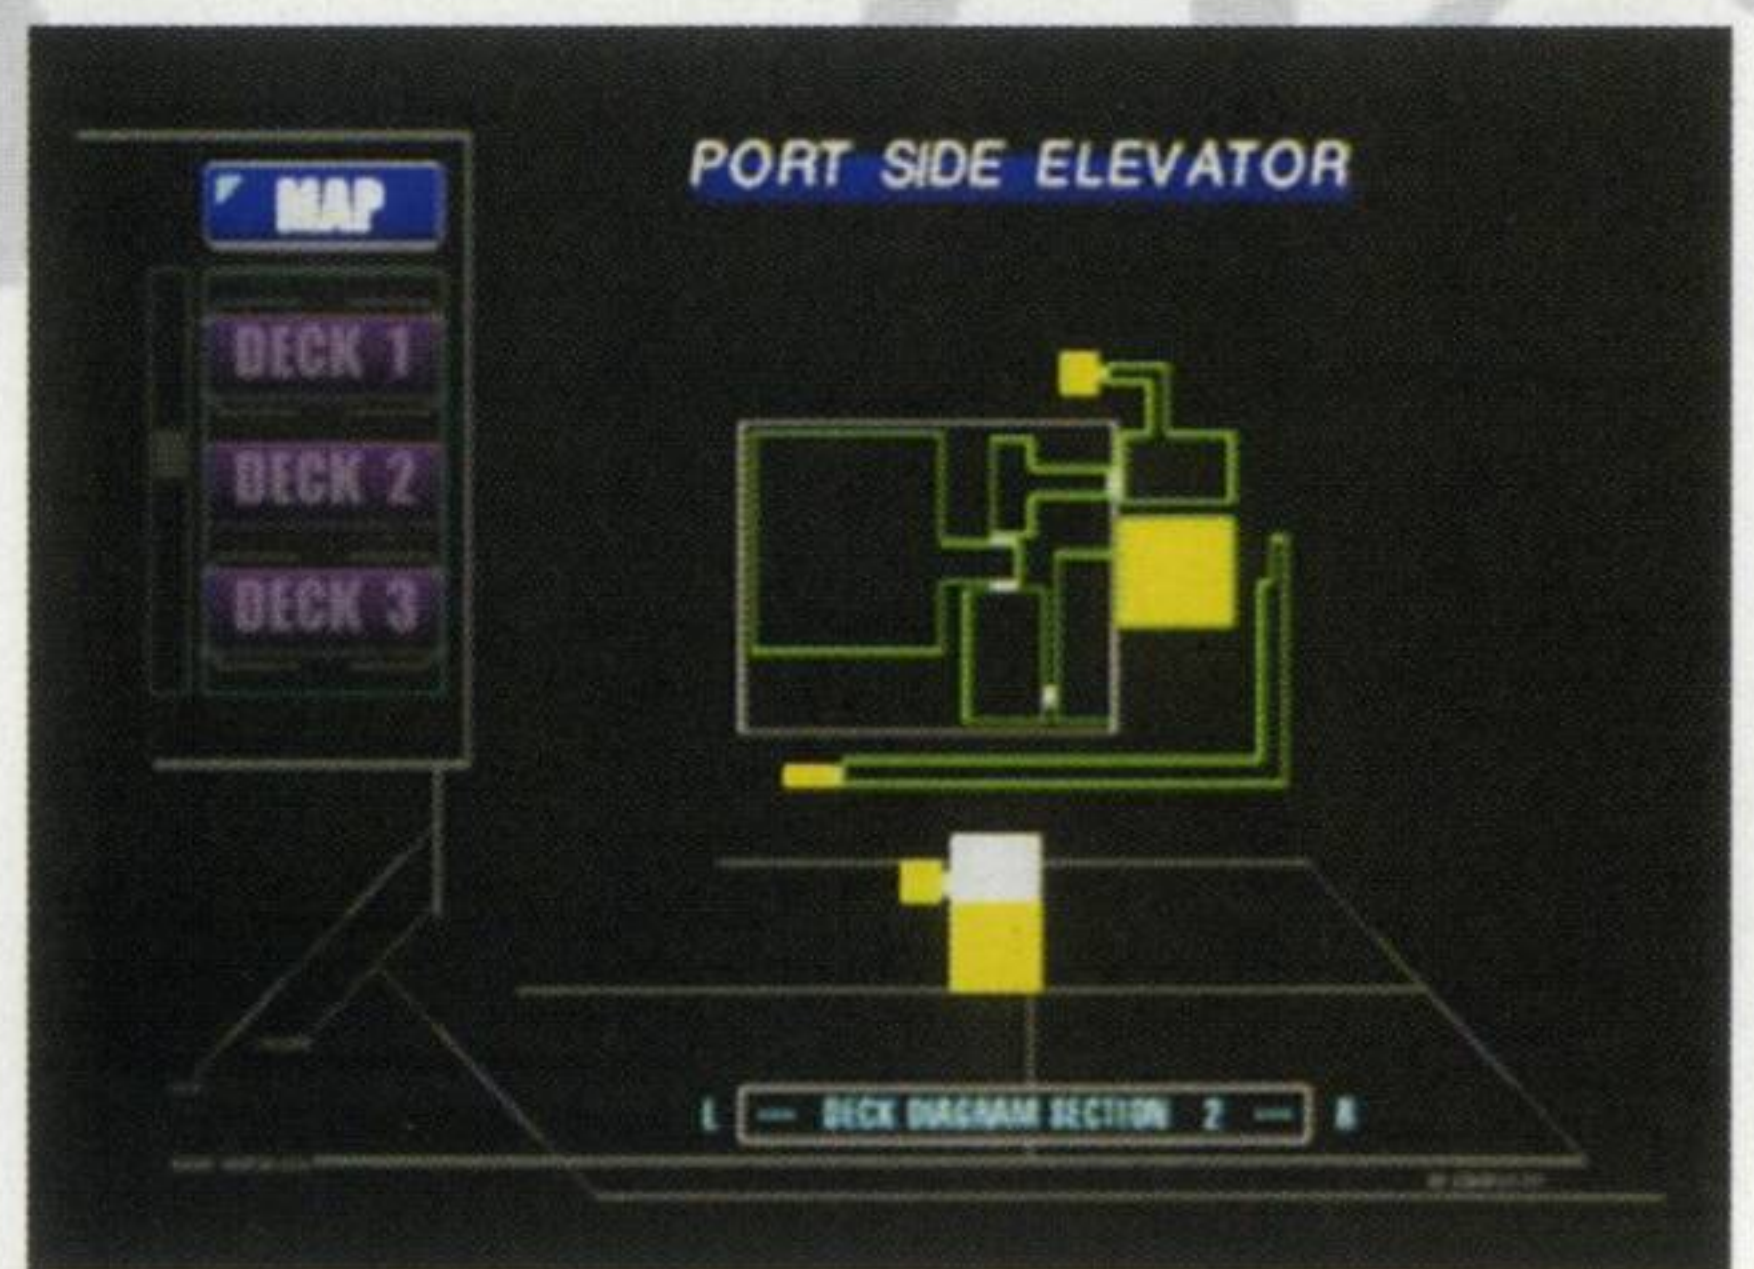 PORT SIDE ELEVATOR
MAP
DECK 1
DECK 2
DECK 3
L — DECK DIAGRAM SECTION 2 — R